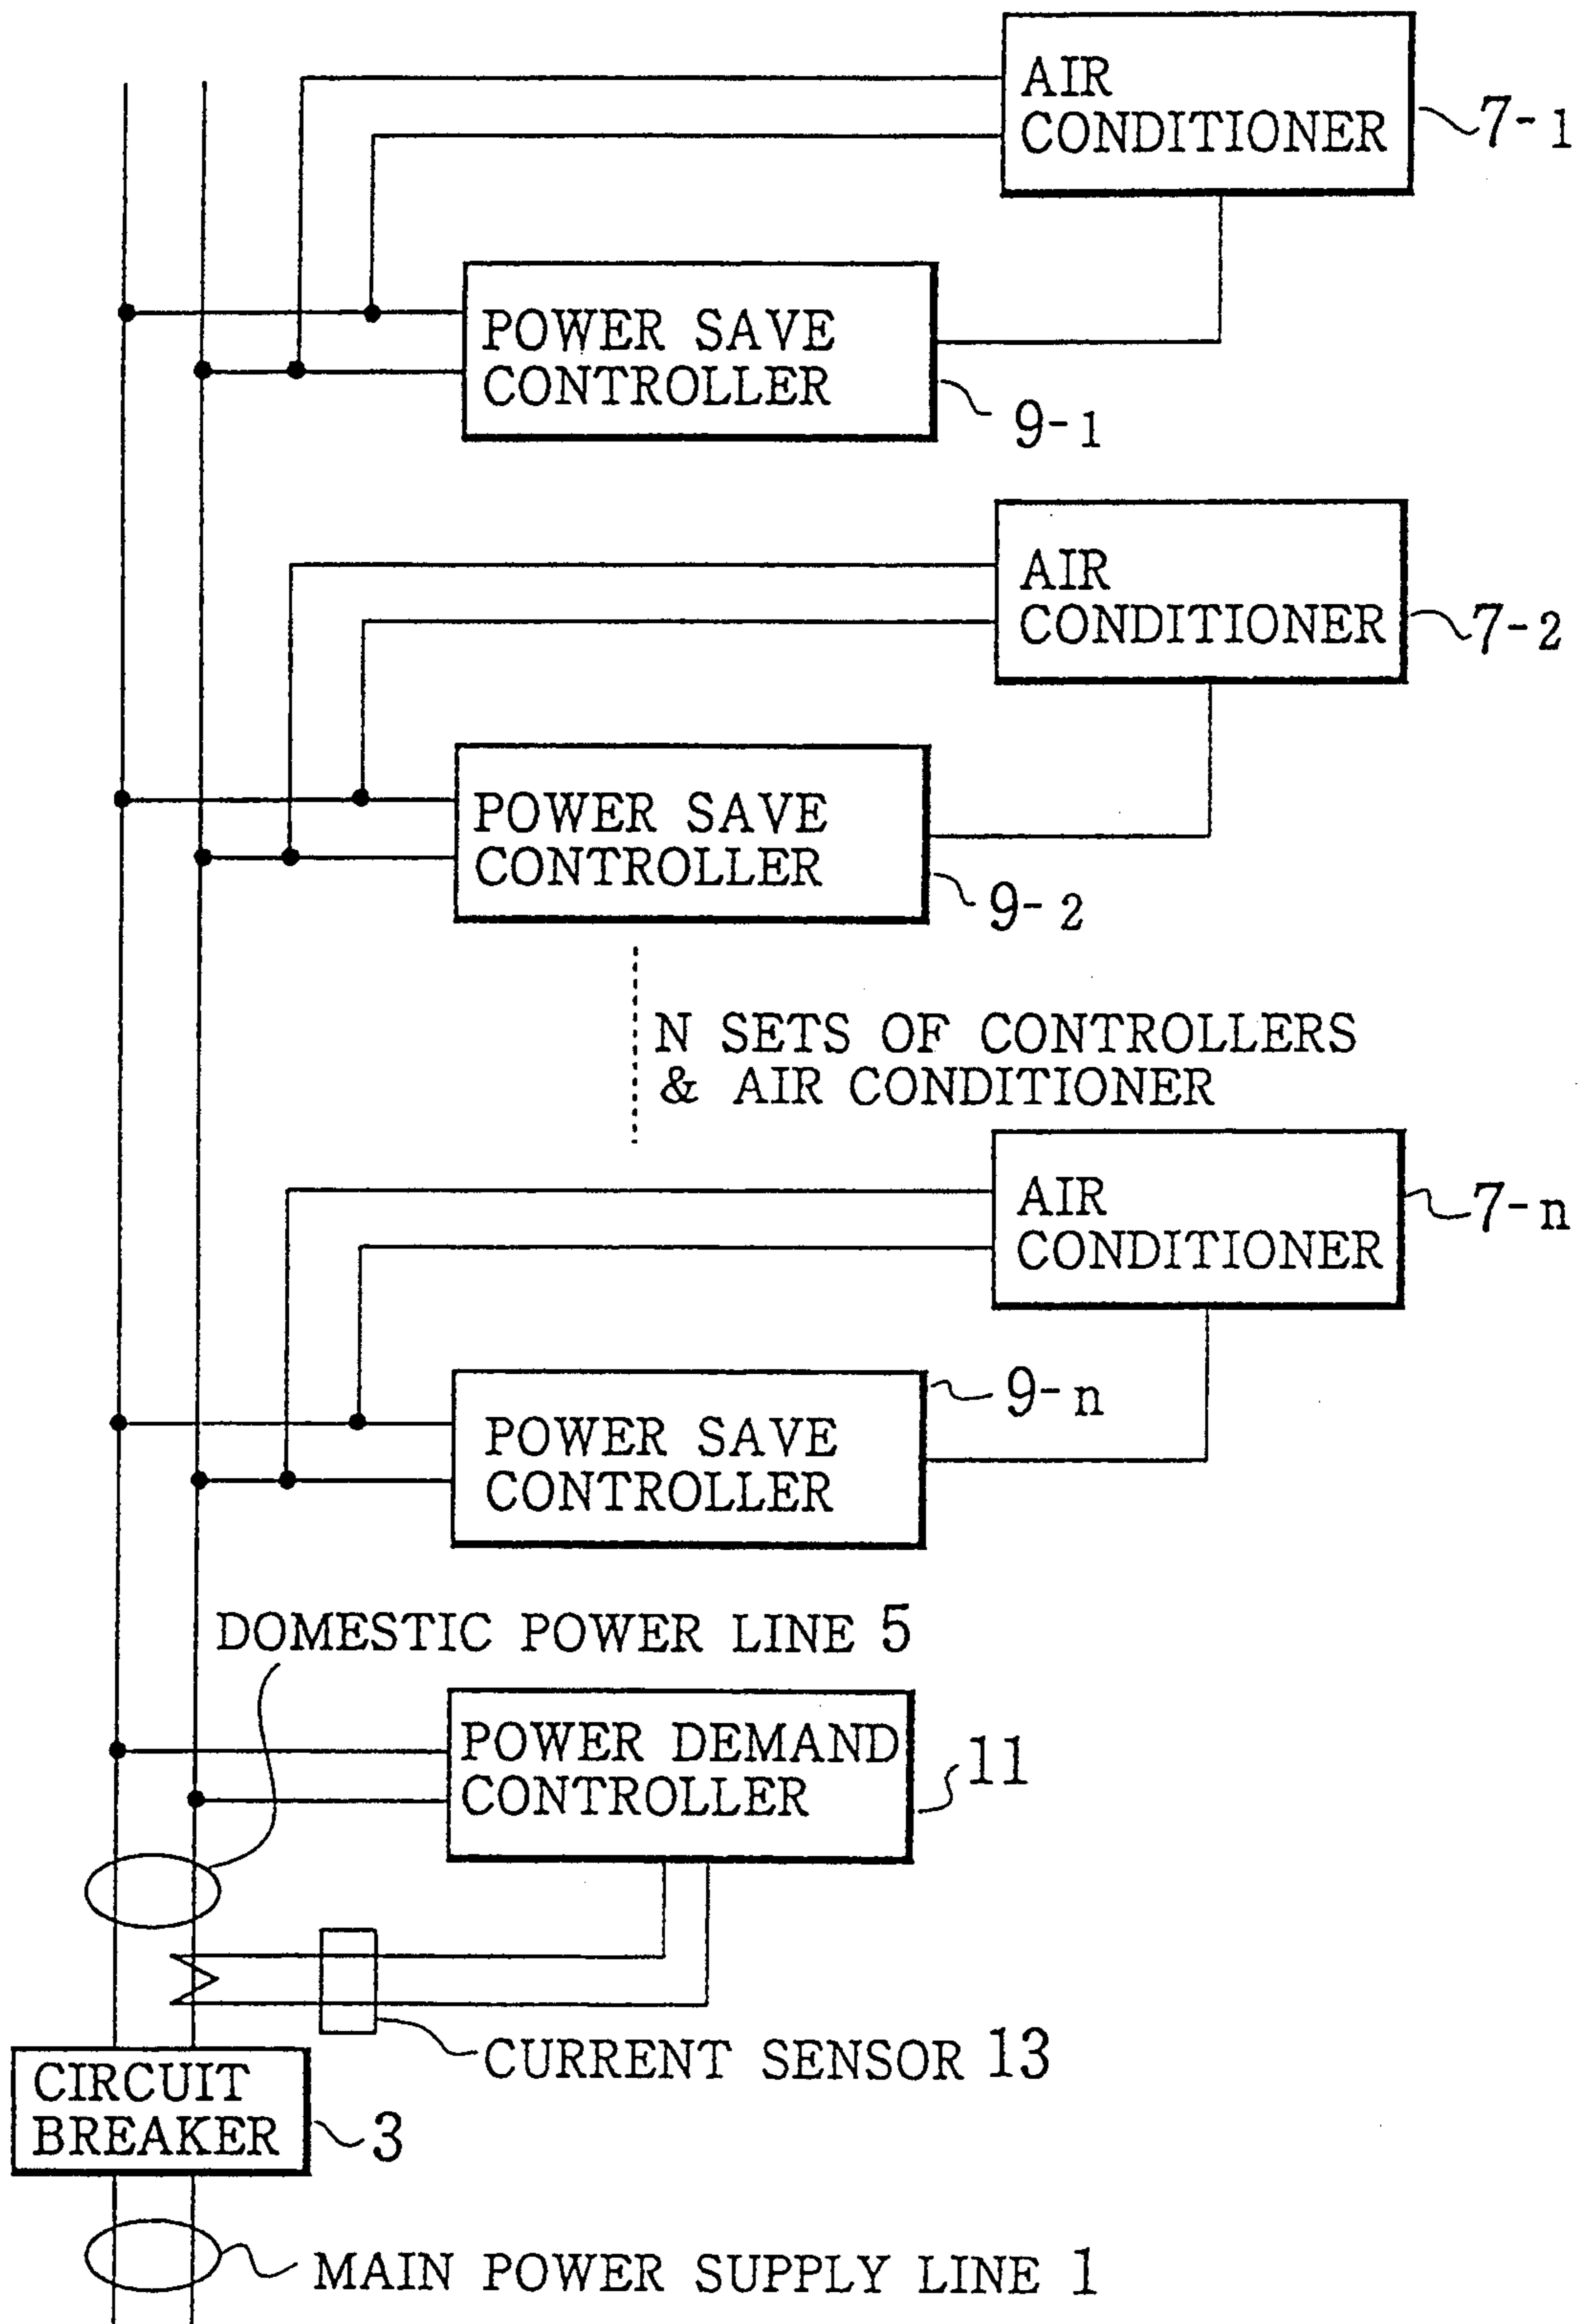 AIR
CONDITIONER
7-1
POWER SAVE
CONTROLLER
9-1
AIR
CONDITIONER
7-2
POWER SAVE
CONTROLLER
9-2
N SETS OF CONTROLLERS
& AIR CONDITIONER
AIR
CONDITIONER
7-n
9-n
POWER SAVE
CONTROLLER
DOMESTIC POWER LINE 5
POWER DEMAND
CONTROLLER
11
CURRENT SENSOR 13
CIRCUIT
BREAKER
3
MAIN POWER SUPPLY LINE 1